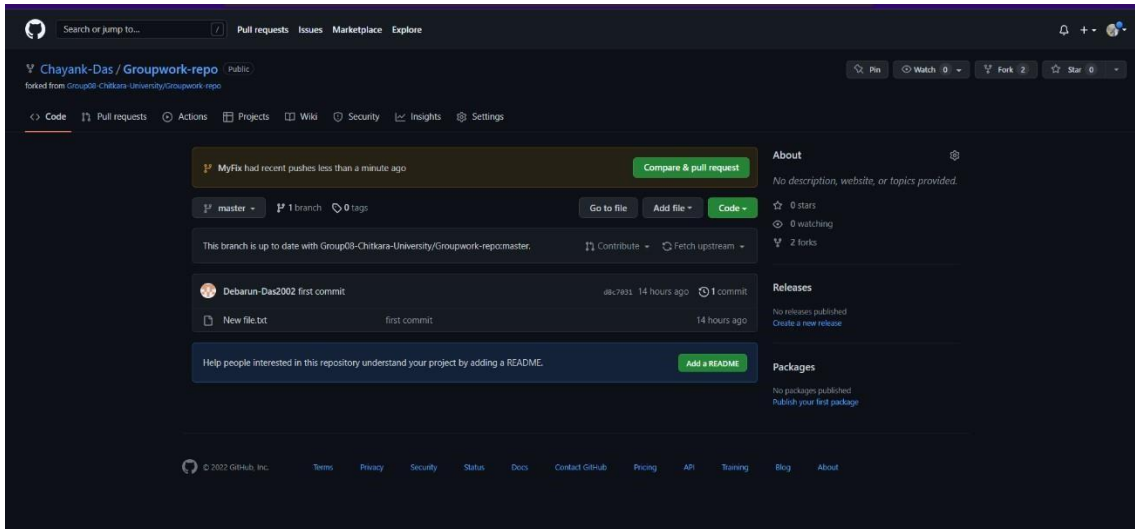 Search or jump to... / Pull requests Issues Marketplace Explore
Chayank-Das / Groupwork-repo Public
Pin Watch 0 Fork 2 Star 0
forked from Group08-Chitkara-University/Groupwork-repo
Code Pull requests Actions Projects Wiki Security Insights Settings
MyFix had recent pushes less than a minute ago Compare & pull request
master 1 branch 0 tags Go to file Add file Code
This branch is up to date with Group08-Chitkara-University/Groupwork-repo:master. Contribute Fetch upstream
Debarun-Das2002 first commit d8c7031 14 hours ago 1 commit
New file.txt first commit 14 hours ago
Help people interested in this repository understand your project by adding a README. Add a README
About
No description, website, or topics provided.
0 stars
0 watching
2 forks
Releases
No releases published
Create a new release
Packages
No packages published
Publish your first package
© 2022 GitHub, Inc. Terms Privacy Security Status Docs Contact GitHub Pricing API Training Blog About